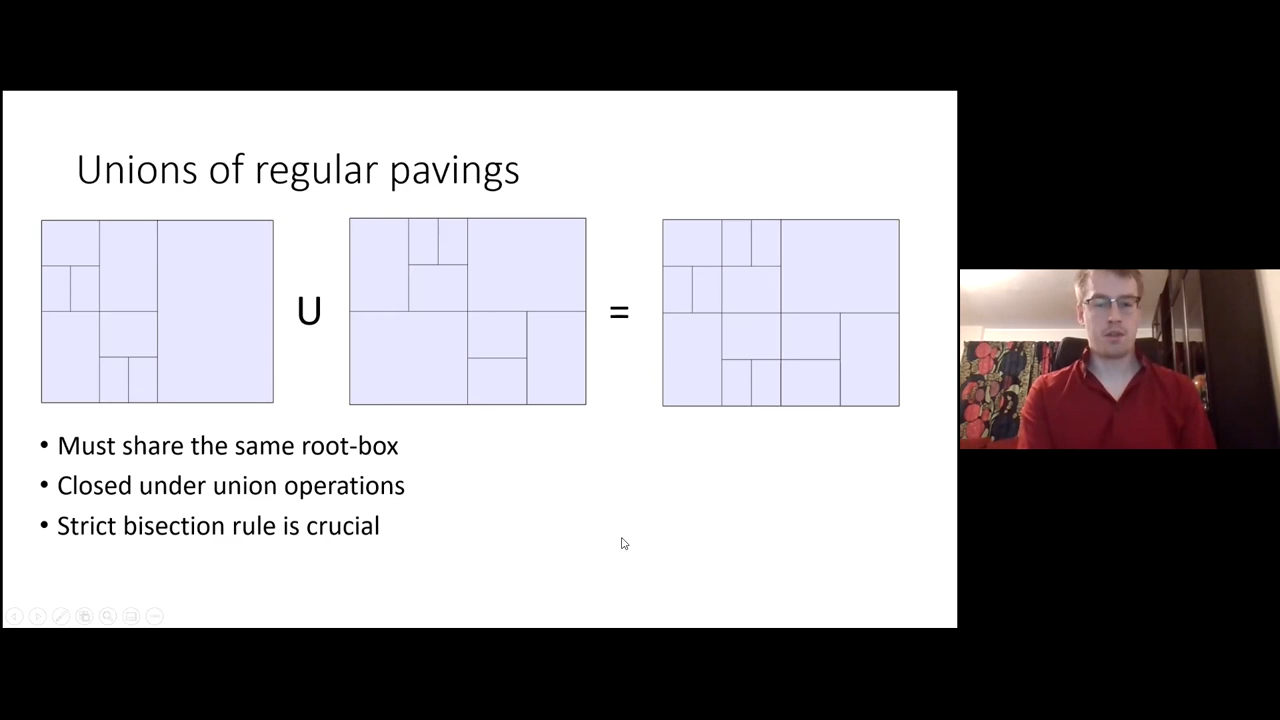 Unions of regular pavings
U
=
• Must share the same root-box
• Closed under union operations
• Strict bisection rule is crucial